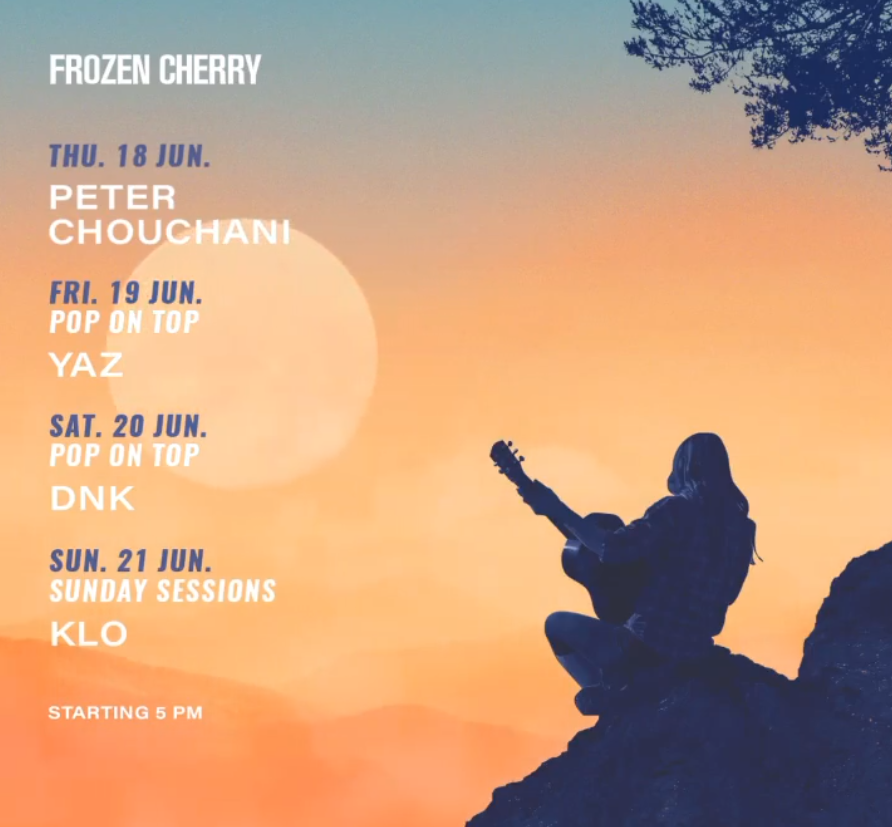 FROZEN CHERRY
THU. 18 JUN.
PETER
CHOUCHANI
FRI. 19 JUN.
POP ON TOP
YAZ
SAT. 20 JUN.
POP ON TOP
DNK
SUN. 21 JUN.
SUNDAY SESSIONS
KLO
STARTING 5 PM